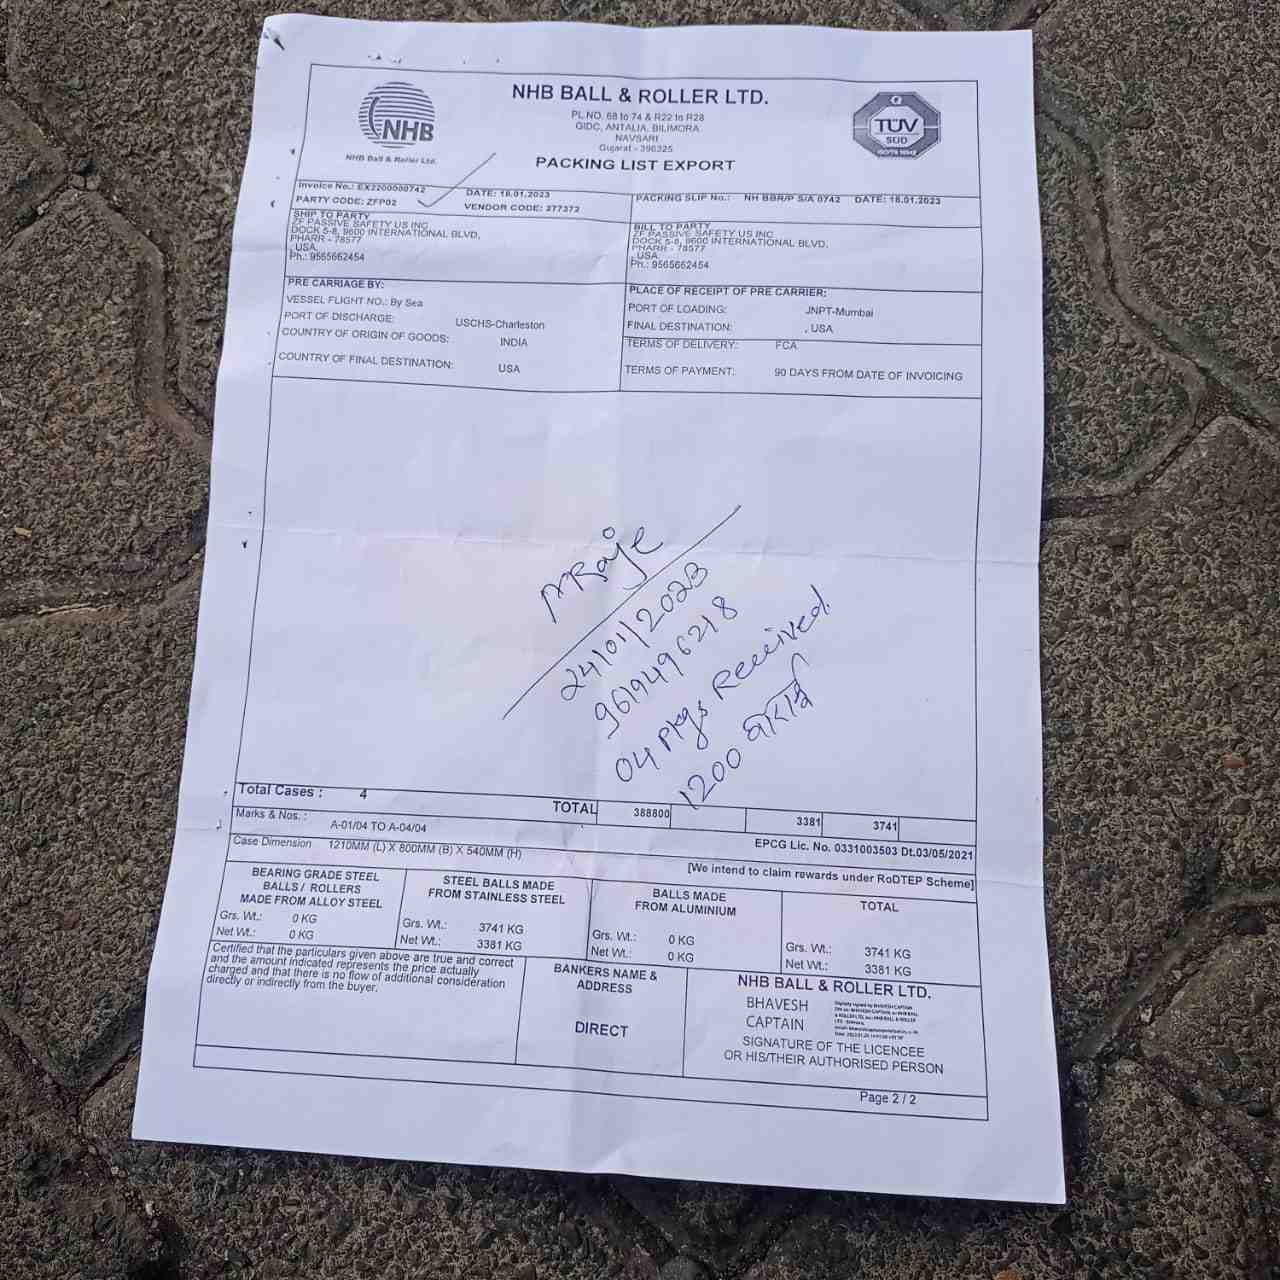 NHB BALL & ROLLER LTD.
PL.NO. 68 to 74 & R22 to R28
GIDC, ANTALIA, BILIMORA
NAVSARI
Gujarat - 396325
PACKING LIST EXPORT
NHB
NHB Ball & Roller Ltd.
TÜV
SÜD
Invoice No.: EX2200000742 DATE: 18.01.2023
PARTY CODE: ZFP02 VENDOR CODE: 277372
PACKING SLIP No.: NH BBR/P S/A 0742 DATE: 18.01.2023
SHIP TO PARTY
ZF PASSIVE SAFETY US INC
DOCK 5-8, 9600 INTERNATIONAL BLVD,
PHARR - 78577
, USA.
Ph.: 9565662454
BILL TO PARTY
ZF PASSIVE SAFETY US INC
DOCK 5-8, 9600 INTERNATIONAL BLVD,
PHARR - 78577
, USA.
Ph.: 9565662454
PRE CARRIAGE BY:
VESSEL FLIGHT NO.: By Sea
PORT OF DISCHARGE: USCHS-Charleston
COUNTRY OF ORIGIN OF GOODS: INDIA
COUNTRY OF FINAL DESTINATION: USA
PLACE OF RECEIPT OF PRE CARRIER:
PORT OF LOADING: JNPT-Mumbai
FINAL DESTINATION: , USA
TERMS OF DELIVERY: FCA
TERMS OF PAYMENT: 90 DAYS FROM DATE OF INVOICING
24/01/2023
9619496218
04 Pkgs Received
1200
Total Cases : 4 TOTAL 388800 3381 3741
Marks & Nos. : A-01/04 TO A-04/04
EPCG Lic. No. 0331003503 Dt.03/05/2021
Case Dimension 1210MM (L) X 800MM (B) X 540MM (H)
[We intend to claim rewards under RoDTEP Scheme]
BEARING GRADE STEEL
BALLS / ROLLERS
MADE FROM ALLOY STEEL
Grs. Wt.: 0 KG
Net Wt.: 0 KG
STEEL BALLS MADE
FROM STAINLESS STEEL
Grs. Wt.: 3741 KG
Net Wt.: 3381 KG
BALLS MADE
FROM ALUMINIUM
Grs. Wt.: 0 KG
Net Wt.: 0 KG
TOTAL
Grs. Wt.: 3741 KG
Net Wt.: 3381 KG
Certified that the particulars given above are true and correct
and the amount indicated represents the price actually
charged and that there is no flow of additional consideration
directly or indirectly from the buyer.
BANKERS NAME &
ADDRESS
DIRECT
NHB BALL & ROLLER LTD.
BHAVESH
CAPTAIN
SIGNATURE OF THE LICENCEE
OR HIS/THEIR AUTHORISED PERSON
Page 2 / 2